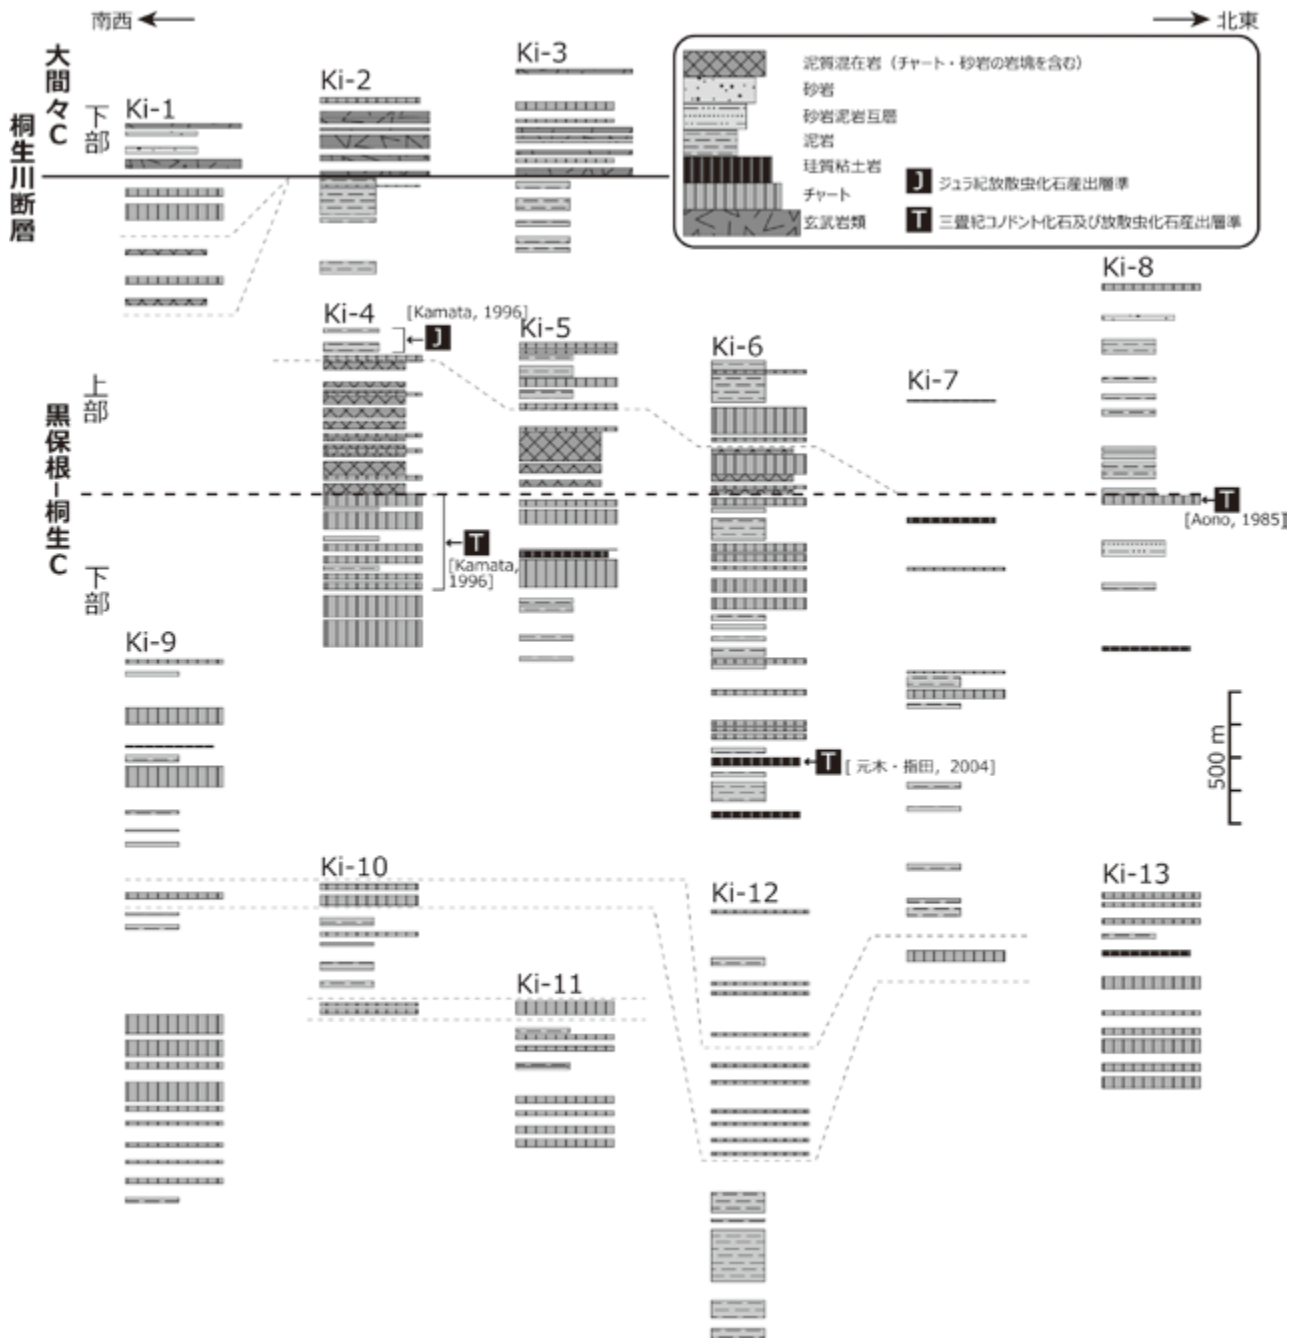 南西
北東
大間々C
下部
桐生川断層
Ki-1
Ki-2
Ki-3
泥質混在岩（チャート・砂岩の岩塊を含む）
砂岩
砂岩泥岩互層
泥岩
珪質粘土岩
チャート
玄武岩類
J ジュラ紀放散虫化石産出層準
T 三畳紀コノドント化石及び放散虫化石産出層準
Ki-4
[Kamata, 1996]
J
Ki-5
Ki-6
Ki-7
Ki-8
上部
黒保根－桐生C
下部
T
[Kamata,
1996]
T
[Aono, 1985]
Ki-9
T
[元木・指田, 2004]
500 m
Ki-10
Ki-11
Ki-12
Ki-13